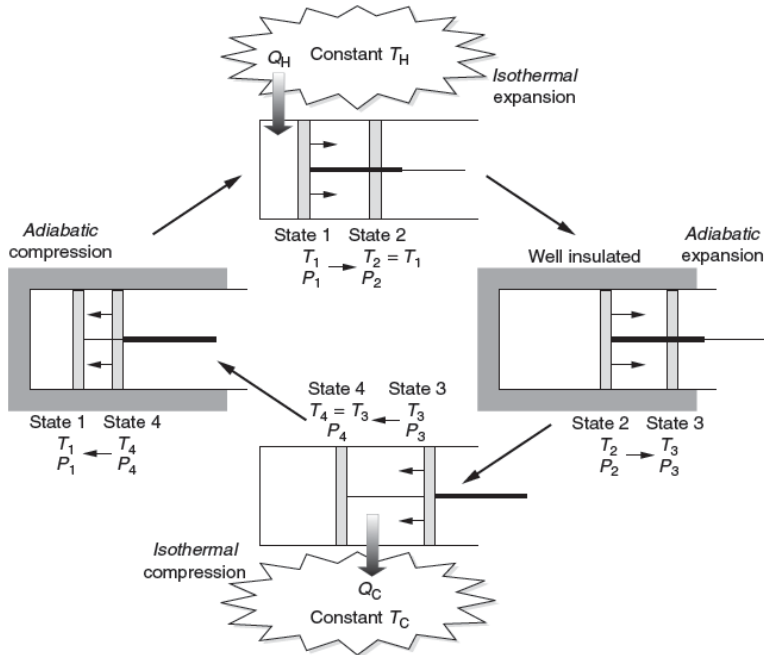 Q_H
Constant T_H
Isothermal
expansion
State 1 State 2
T_1 → T_2 = T_1
P_1 P_2
Adiabatic
compression
State 1 State 4
T_1 ← T_4
P_1 P_4
Well insulated
Adiabatic
expansion
State 2 State 3
T_2 → T_3
P_2 P_3
State 4 State 3
T_4 = T_3 ← T_3
P_4 P_3
Isothermal
compression
Q_C
Constant T_C